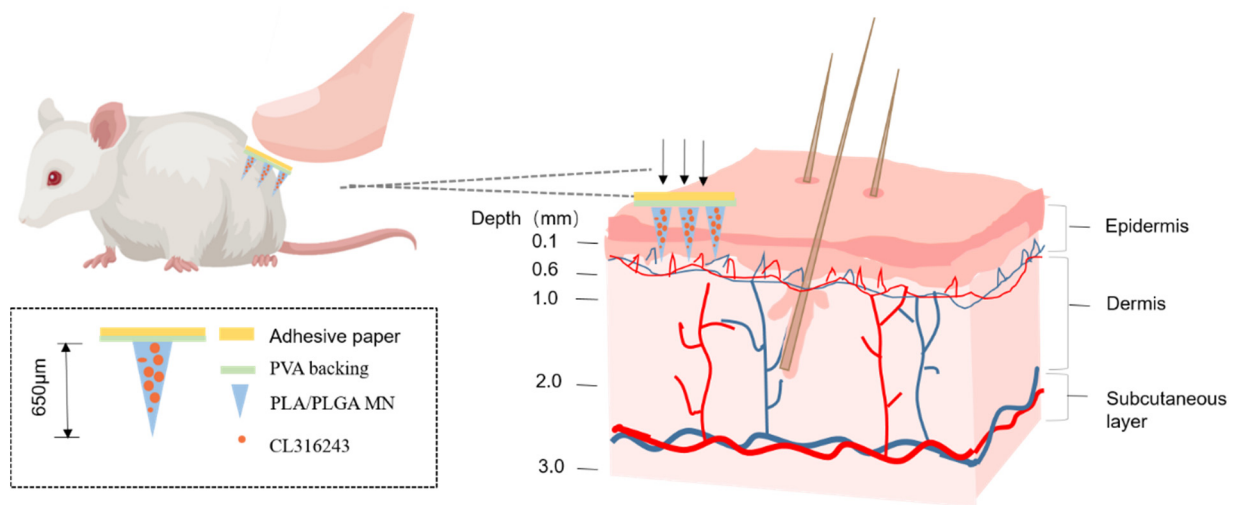 Depth (mm)
0.1
0.6
1.0
2.0
3.0
Epidermis
Dermis
Subcutaneous
layer
650μm
Adhesive paper
PVA backing
PLA/PLGA MN
CL316243